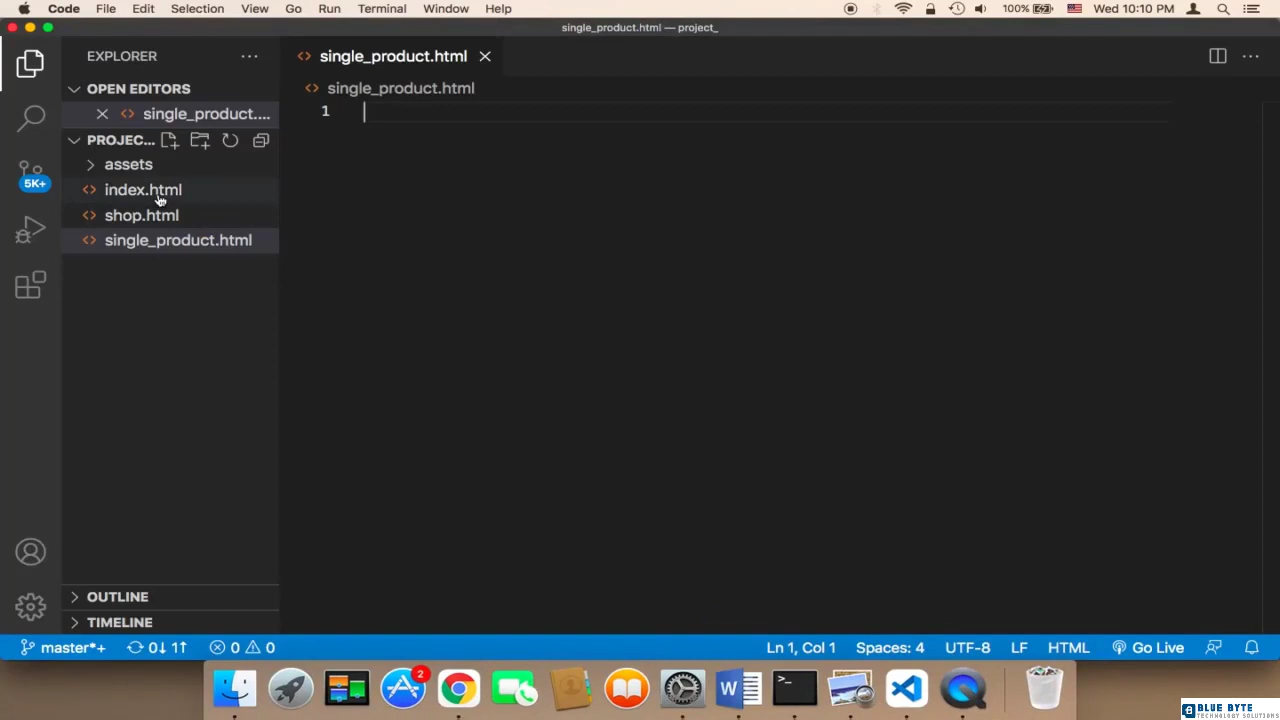 Code File Edit Selection View Go Run Terminal Window Help 100% Wed 10:10 PM
single_product.html — project_
EXPLORER
single_product.html
OPEN EDITORS
single_product.html
single_product....
1
PROJEC...
assets
5K+
index.html
shop.html
single_product.html
OUTLINE
TIMELINE
master*+ 0↓ 1↑ 0 0 Ln 1, Col 1 Spaces: 4 UTF-8 LF HTML Go Live
2
W
>_
BLUE BYTE
TECHNOLOGY SOLUTIONS